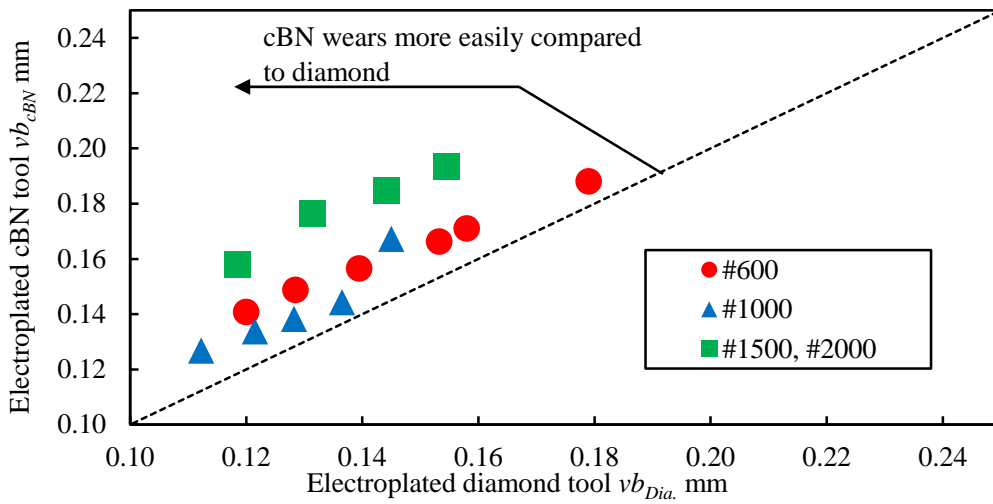 cBN wears more easily compared
to diamond
Electroplated cBN tool vb_cBN mm
0.24
0.22
0.20
0.18
0.16
0.14
0.12
0.10
#600
#1000
#1500, #2000
0.10 0.12 0.14 0.16 0.18 0.20 0.22 0.24
Electroplated diamond tool vb_Dia. mm